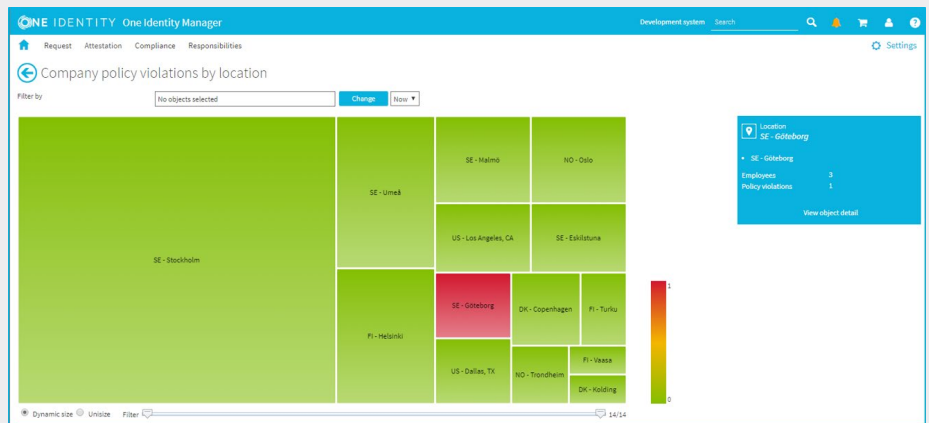 ONE IDENTITY One Identity Manager
Development system Search
Request Attestation Compliance Responsibilities
Settings
Company policy violations by location
Filter by No objects selected Change Now
SE - Stockholm
SE - Umeå
FI - Helsinki
SE - Malmö
NO - Oslo
US - Los Angeles, CA
SE - Eskilstuna
SE - Göteborg
DK - Copenhagen
FI - Turku
US - Dallas, TX
NO - Trondheim
FI - Vaasa
DK - Kolding
1
0
Location
SE - Göteborg
• SE - Göteborg
Employees 3
Policy violations 1
View object detail
Dynamic size Unisize Filter 14/14